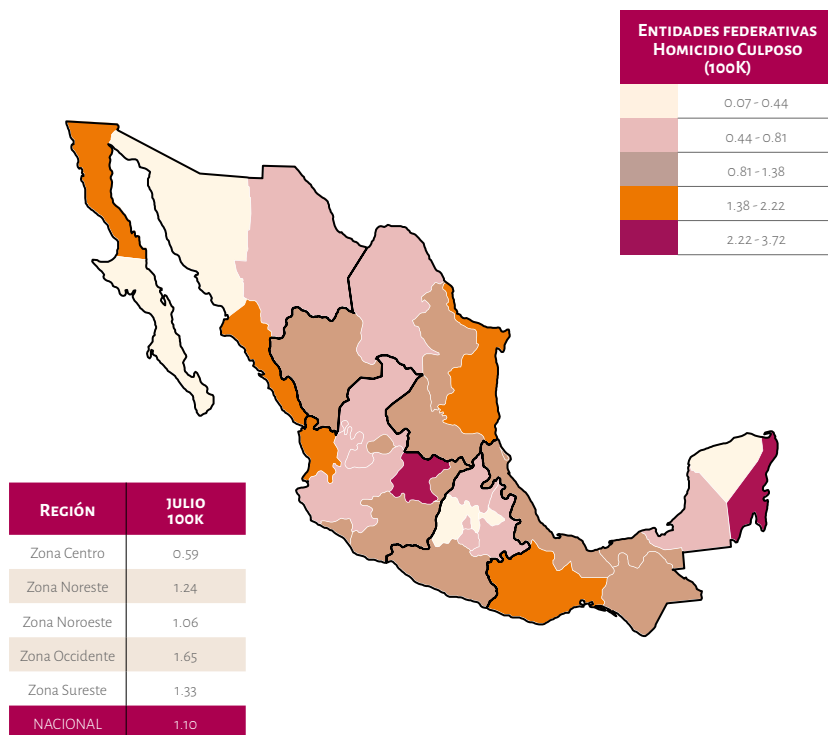 Entidades federativas
Homicidio Culposo
(100K)
0.07 - 0.44
0.44 - 0.81
0.81 - 1.38
1.38 - 2.22
2.22 - 3.72
Región julio 100k
Zona Centro 0.59
Zona Noreste 1.24
Zona Noroeste 1.06
Zona Occidente 1.65
Zona Sureste 1.33
NACIONAL 1.10